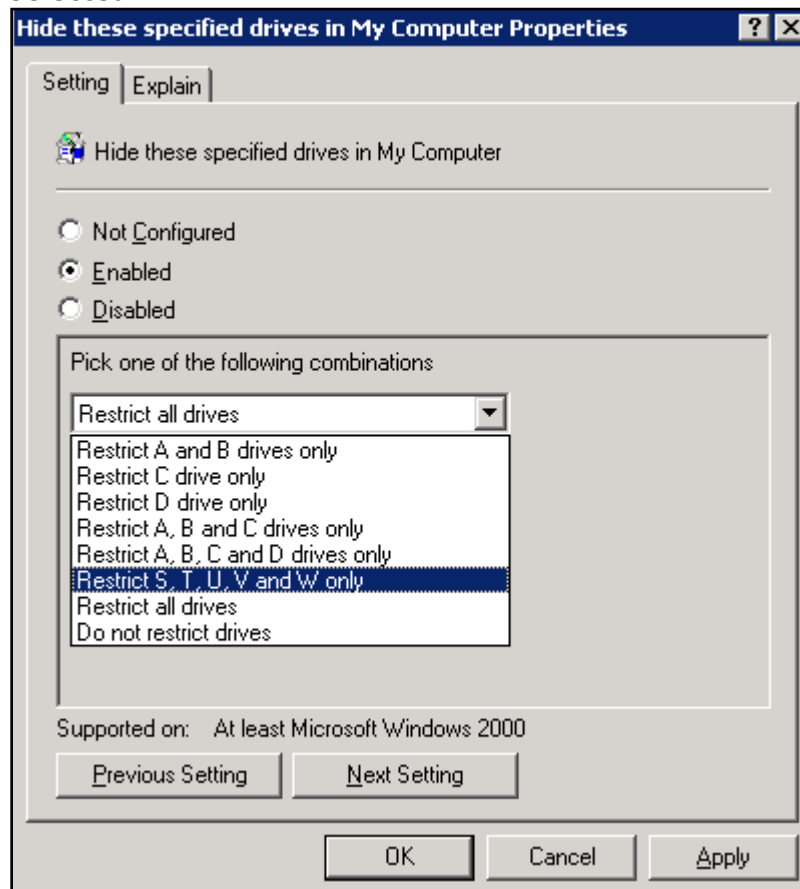 Hide these specified drives in My Computer Properties
Setting
Explain
Hide these specified drives in My Computer
Not Configured
Enabled
Disabled
Pick one of the following combinations
Restrict all drives
Restrict A and B drives only
Restrict C drive only
Restrict D drive only
Restrict A, B and C drives only
Restrict A, B, C and D drives only
Restrict S, T, U, V and W only
Restrict all drives
Do not restrict drives
Supported on: At least Microsoft Windows 2000
Previous Setting
Next Setting
OK
Cancel
Apply